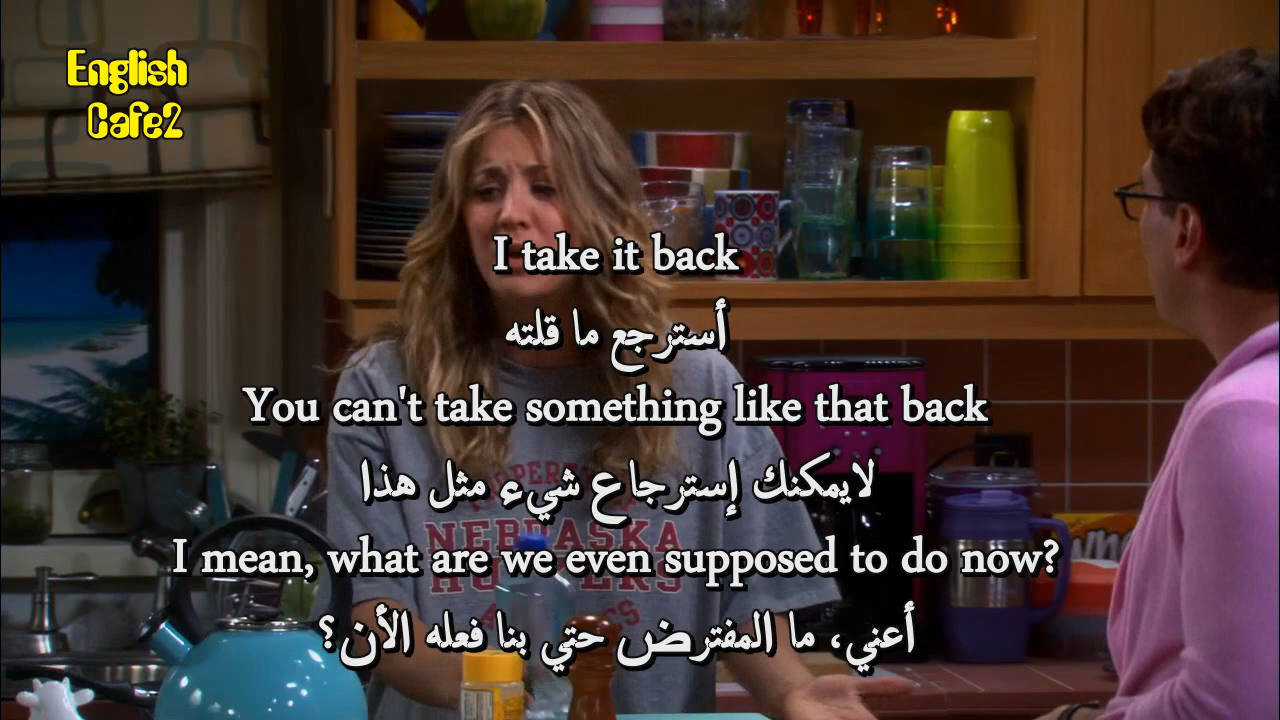 English
Cafe2
I take it back
أسترجع ما قلته
You can't take something like that back
لايمكنك إسترجاع شيء مثل هذا
NEBRASKA
I mean, what are we even supposed to do now?
أعني، ما المفترض حتي بنا فعله الأن؟